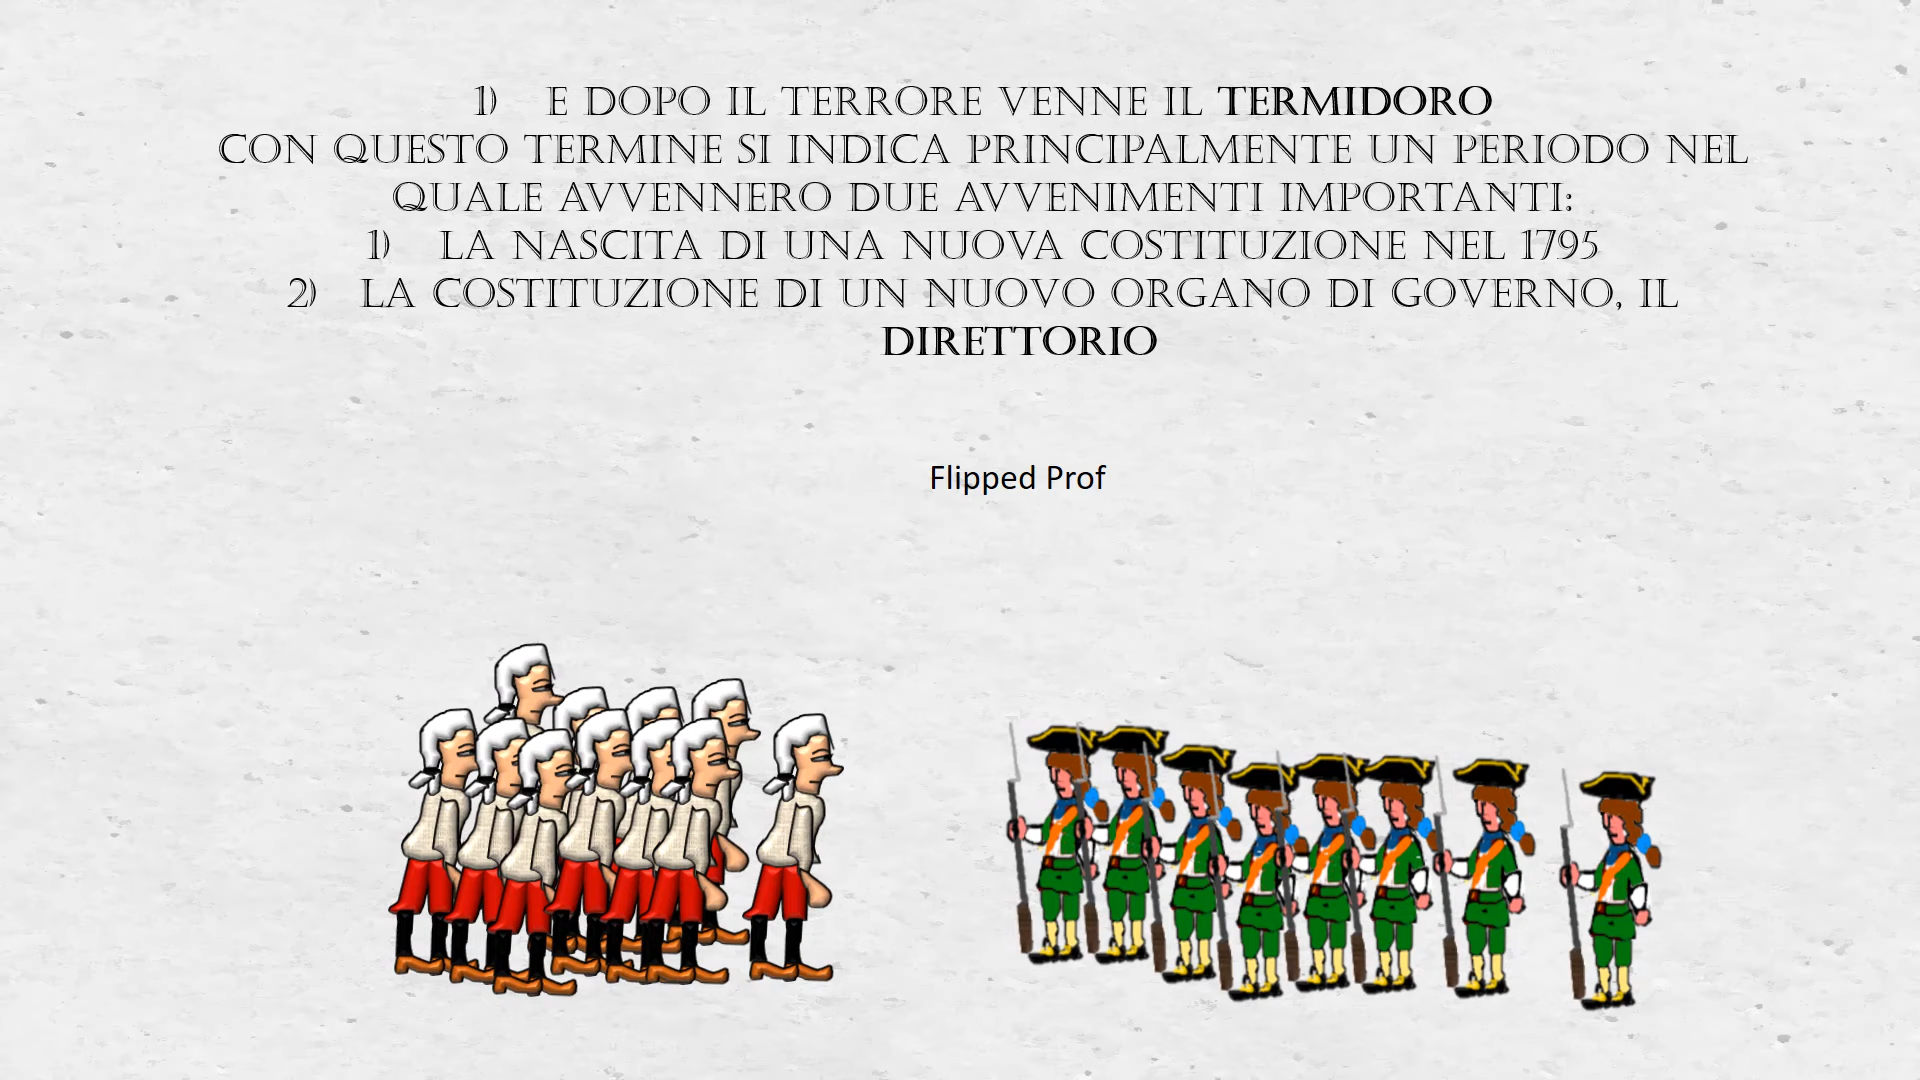 1) E DOPO IL TERRORE VENNE IL TERMIDORO
CON QUESTO TERMINE SI INDICA PRINCIPALMENTE UN PERIODO NEL
QUALE AVVENNERO DUE AVVENIMENTI IMPORTANTI:
1) LA NASCITA DI UNA NUOVA COSTITUZIONE NEL 1795
2) LA COSTITUZIONE DI UN NUOVO ORGANO DI GOVERNO, IL
DIRETTORIO
Flipped Prof